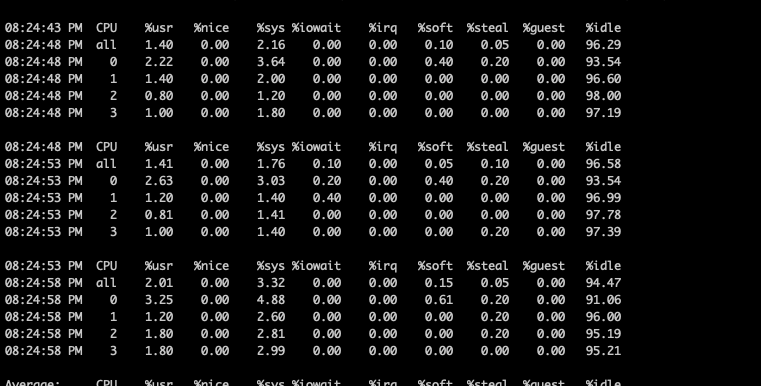 08:24:43 PM  CPU    %usr   %nice    %sys %iowait    %irq   %soft  %steal  %guest   %idle
08:24:48 PM  all    1.40    0.00    2.16    0.00    0.00    0.10    0.05    0.00   96.29
08:24:48 PM    0    2.22    0.00    3.64    0.00    0.00    0.40    0.20    0.00   93.54
08:24:48 PM    1    1.40    0.00    2.00    0.00    0.00    0.00    0.00    0.00   96.60
08:24:48 PM    2    0.80    0.00    1.20    0.00    0.00    0.00    0.00    0.00   98.00
08:24:48 PM    3    1.00    0.00    1.80    0.00    0.00    0.00    0.00    0.00   97.19
08:24:48 PM  CPU    %usr   %nice    %sys %iowait    %irq   %soft  %steal  %guest   %idle
08:24:53 PM  all    1.41    0.00    1.76    0.10    0.00    0.05    0.10    0.00   96.58
08:24:53 PM    0    2.63    0.00    3.03    0.20    0.00    0.40    0.20    0.00   93.54
08:24:53 PM    1    1.20    0.00    1.40    0.40    0.00    0.00    0.00    0.00   96.99
08:24:53 PM    2    0.81    0.00    1.41    0.00    0.00    0.00    0.00    0.00   97.78
08:24:53 PM    3    1.00    0.00    1.40    0.00    0.00    0.00    0.20    0.00   97.39
08:24:53 PM  CPU    %usr   %nice    %sys %iowait    %irq   %soft  %steal  %guest   %idle
08:24:58 PM  all    2.01    0.00    3.32    0.00    0.00    0.15    0.05    0.00   94.47
08:24:58 PM    0    3.25    0.00    4.88    0.00    0.00    0.61    0.20    0.00   91.06
08:24:58 PM    1    1.20    0.00    2.60    0.00    0.00    0.00    0.20    0.00   96.00
08:24:58 PM    2    1.80    0.00    2.81    0.00    0.00    0.00    0.20    0.00   95.19
08:24:58 PM    3    1.80    0.00    2.99    0.00    0.00    0.00    0.00    0.00   95.21
Average:     CPU    %usr   %nice    %sys %iowait    %irq   %soft  %steal  %guest   %idle